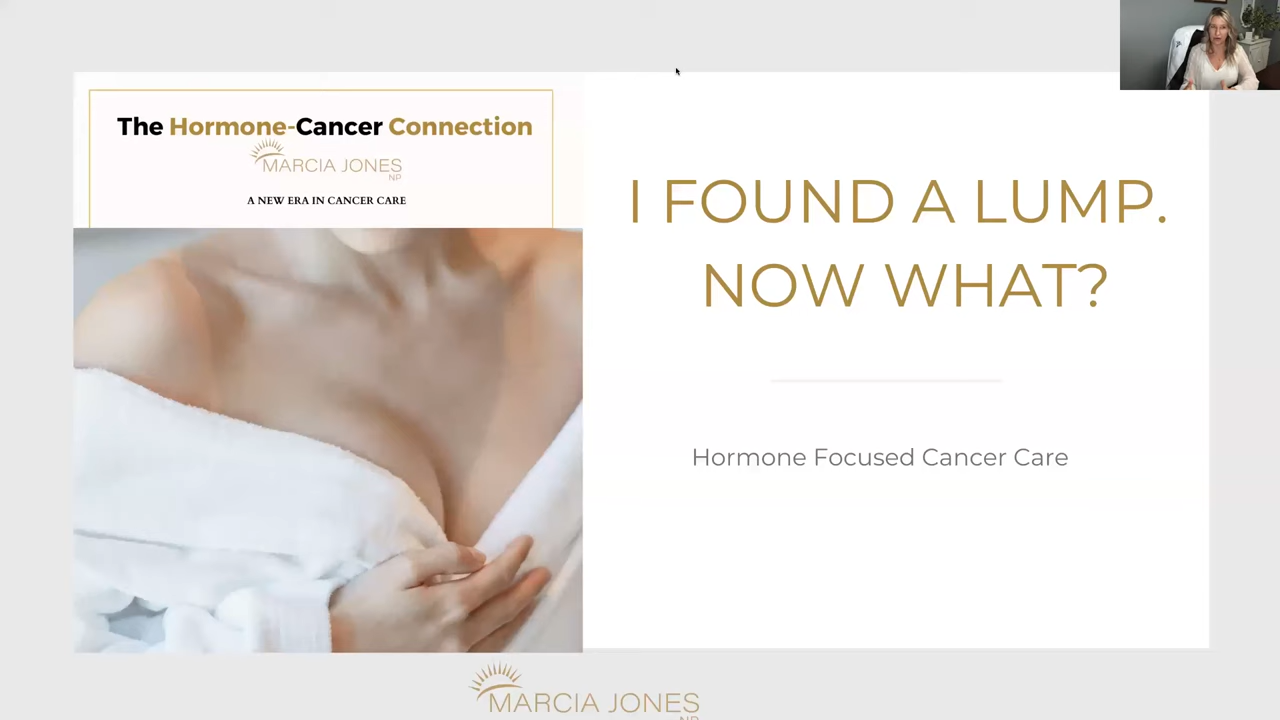 The Hormone-Cancer Connection
MARCIA JONES
NP
A NEW ERA IN CANCER CARE
I FOUND A LUMP.
NOW WHAT?
Hormone Focused Cancer Care
MARCIA JONES
NP